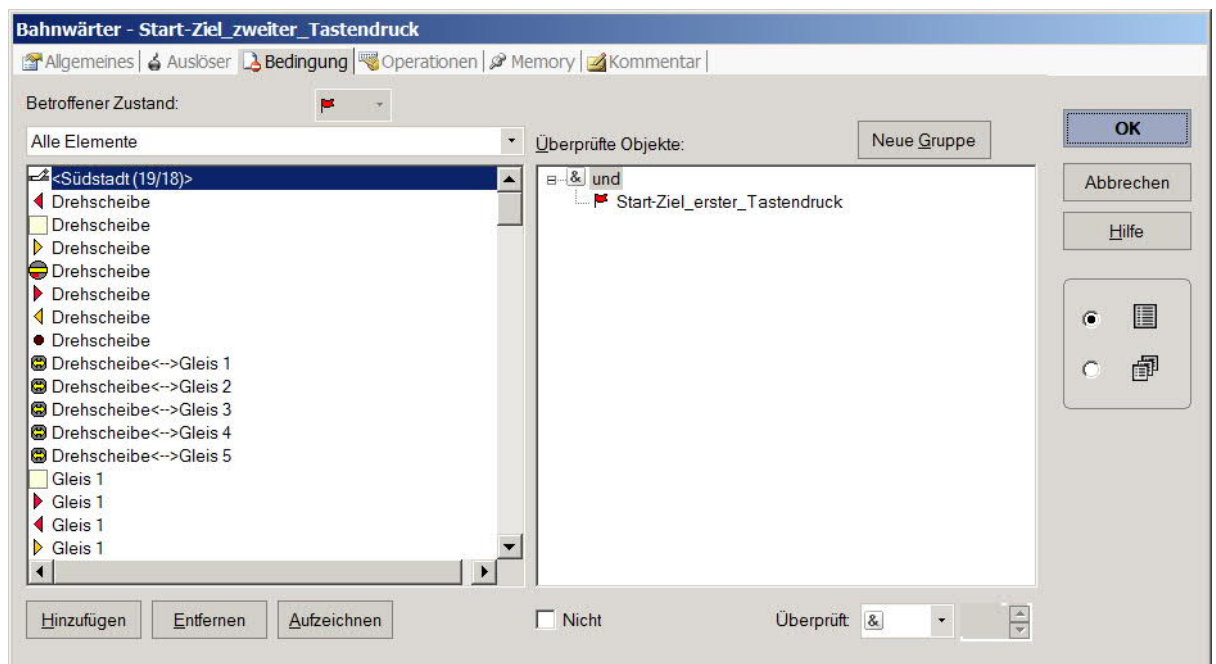 Bahnwärter - Start-Ziel_zweiter_Tastendruck
Allgemeines Auslöser Bedingung Operationen Memory Kommentar
Betroffener Zustand:
Alle Elemente
Überprüfte Objekte:
Neue Gruppe
OK
Abbrechen
Hilfe
<Südstadt (19/18)>
Drehscheibe
Drehscheibe
Drehscheibe
Drehscheibe
Drehscheibe
Drehscheibe
Drehscheibe
Drehscheibe<-->Gleis 1
Drehscheibe<-->Gleis 2
Drehscheibe<-->Gleis 3
Drehscheibe<-->Gleis 4
Drehscheibe<-->Gleis 5
Gleis 1
Gleis 1
Gleis 1
Gleis 1
& und
Start-Ziel_erster_Tastendruck
Hinzufügen Entfernen Aufzeichnen
Nicht
Überprüft: &